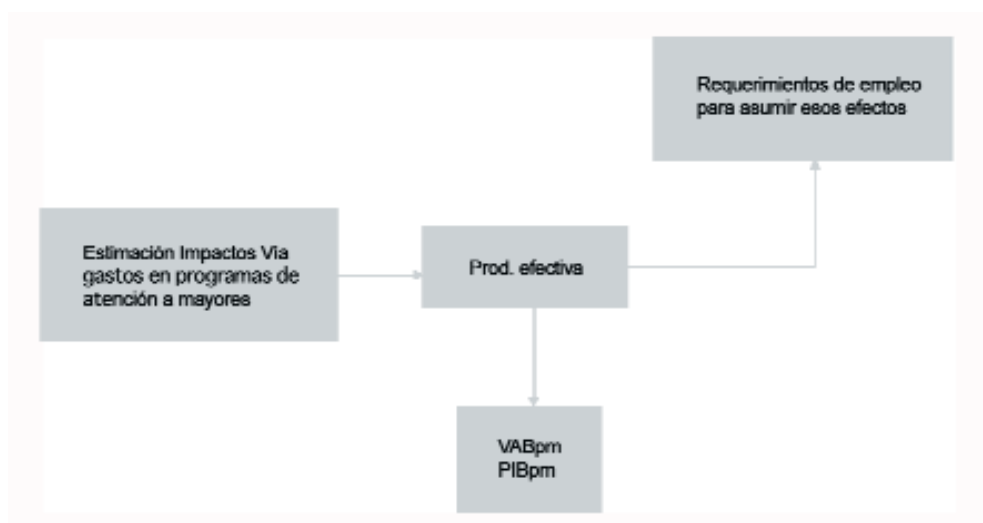 Requerimientos de empleo
para asumir esos efectos
Estimación Impactos Via
gastos en programas de
atención a mayores
Prod. efectiva
VABpm
PIBpm